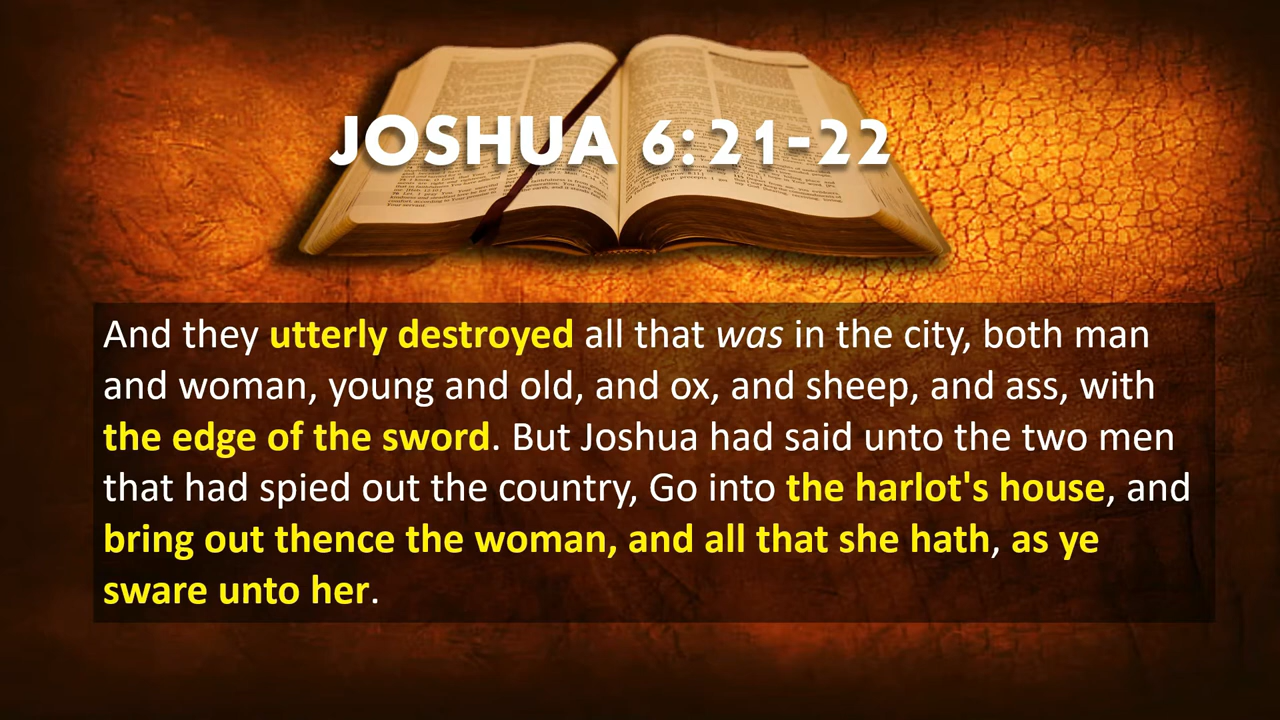 JOSHUA 6:21-22
And they utterly destroyed all that was in the city, both man
and woman, young and old, and ox, and sheep, and ass, with
the edge of the sword. But Joshua had said unto the two men
that had spied out the country, Go into the harlot's house, and
bring out thence the woman, and all that she hath, as ye
sware unto her.